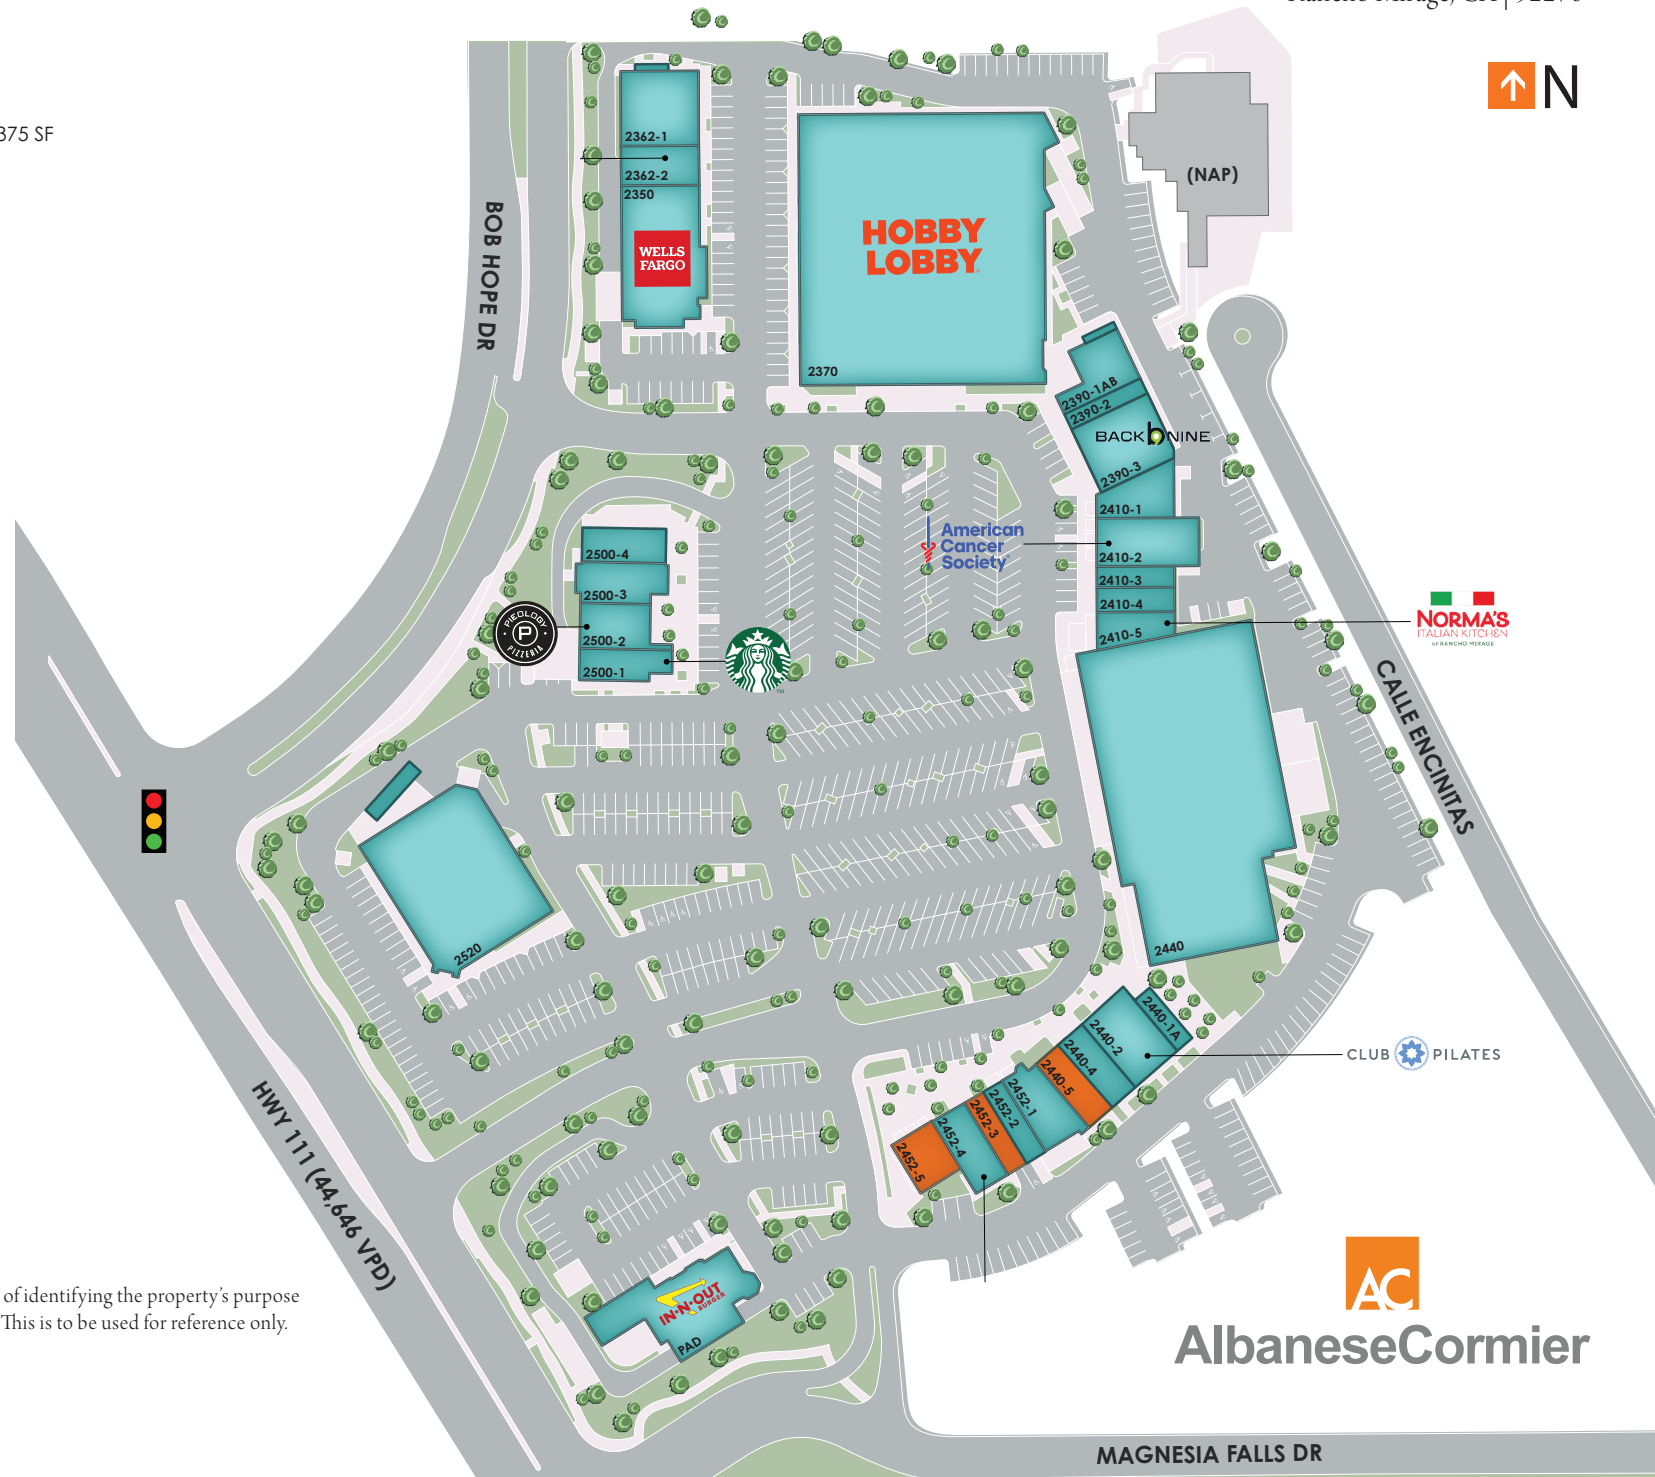 375 SF
N
2362-1
2362-2
2350
WELLS
FARGO
HOBBY
LOBBY
2370
(NAP)
BOB HOPE DR
2390-1AB
2390-2
BACK NINE
2390-3
2410-1
American
Cancer
Society
2410-2
2410-3
2410-4
2410-5
NORMA'S
ITALIAN KITCHEN
OF RANCHO MIRAGE
2500-4
2500-3
PIEOLOGY
P
PIZZERIA
2500-2
2500-1
TM
CALLE ENCINITAS
2520
2440
2440-1A
2440-2
2440-4
2440-5
CLUB PILATES
2452-1
2452-2
2452-3
2452-4
2452-5
HWY 111 (44,646 VPD)
IN-N-OUT
BURGER
PAD
of identifying the property's purpose
This is to be used for reference only.
AC
AlbaneseCormier
MAGNESIA FALLS DR